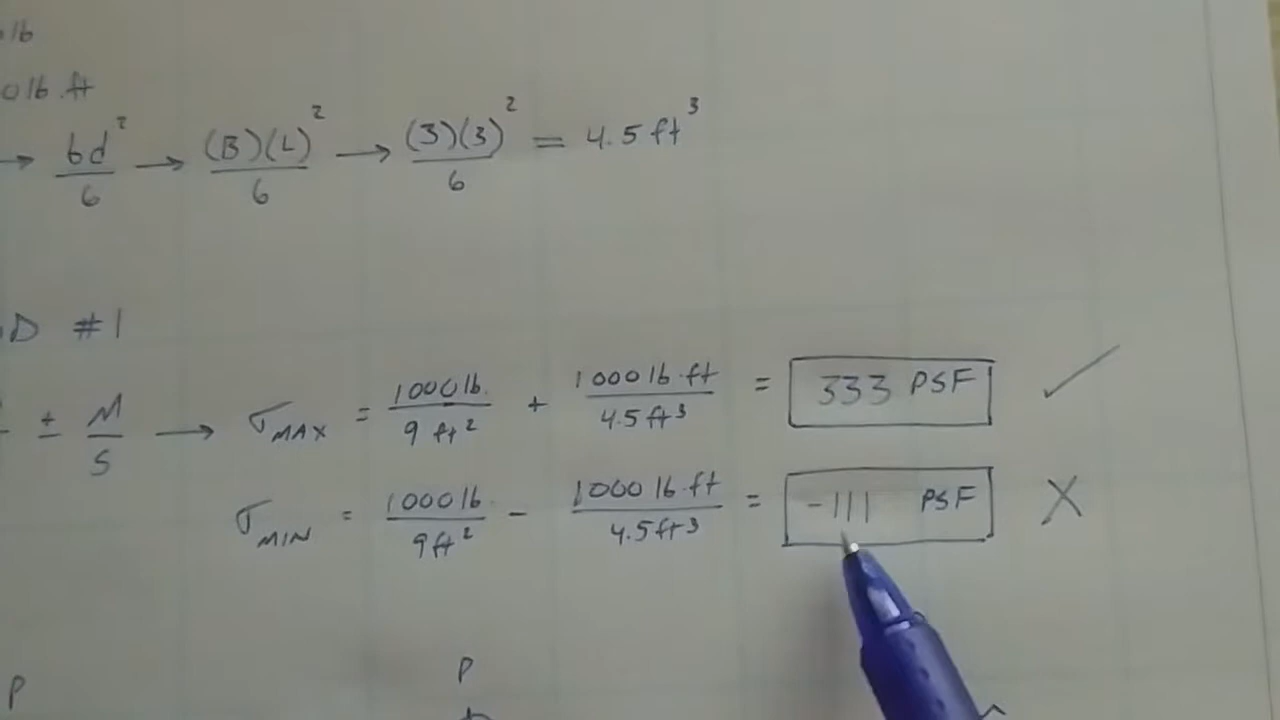 lb
0 lb.ft
→ bd²/6 → (B)(L)²/6 → (3)(3)²/6 = 4.5 ft³
D #1
± M/S → σMAX = 1000 lb./9 ft² + 1000 lb·ft/4.5 ft³ = 333 PSF ✓
σMIN = 1000 lb/9 ft² - 1000 lb·ft/4.5 ft³ = -111 PSF X
P P